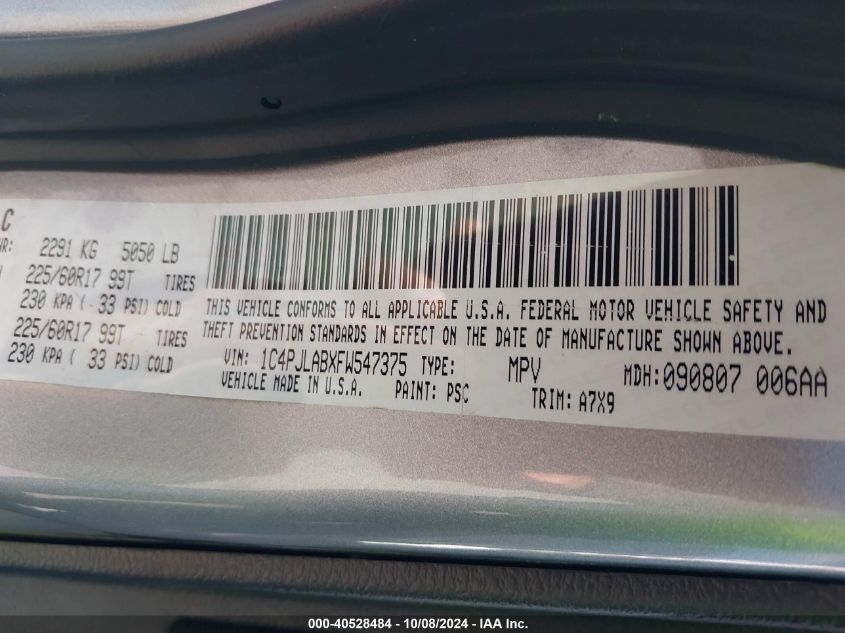 C
WR: 2291 KG 5050 LB
225/60R17 99T TIRES
230 KPA ( 33 PSI) COLD
225/60R17 99T TIRES
230 KPA ( 33 PSI) COLD
THIS VEHICLE CONFORMS TO ALL APPLICABLE U.S.A. FEDERAL MOTOR VEHICLE SAFETY AND
THEFT PREVENTION STANDARDS IN EFFECT ON THE DATE OF MANUFACTURE SHOWN ABOVE.
VIN: 1C4PJLABXFW547375 TYPE: MPV MDH: 090807 006AA
VEHICLE MADE IN U.S.A. PAINT: PSC TRIM: A7X9
000-40528484 - 10/08/2024 - IAA Inc.